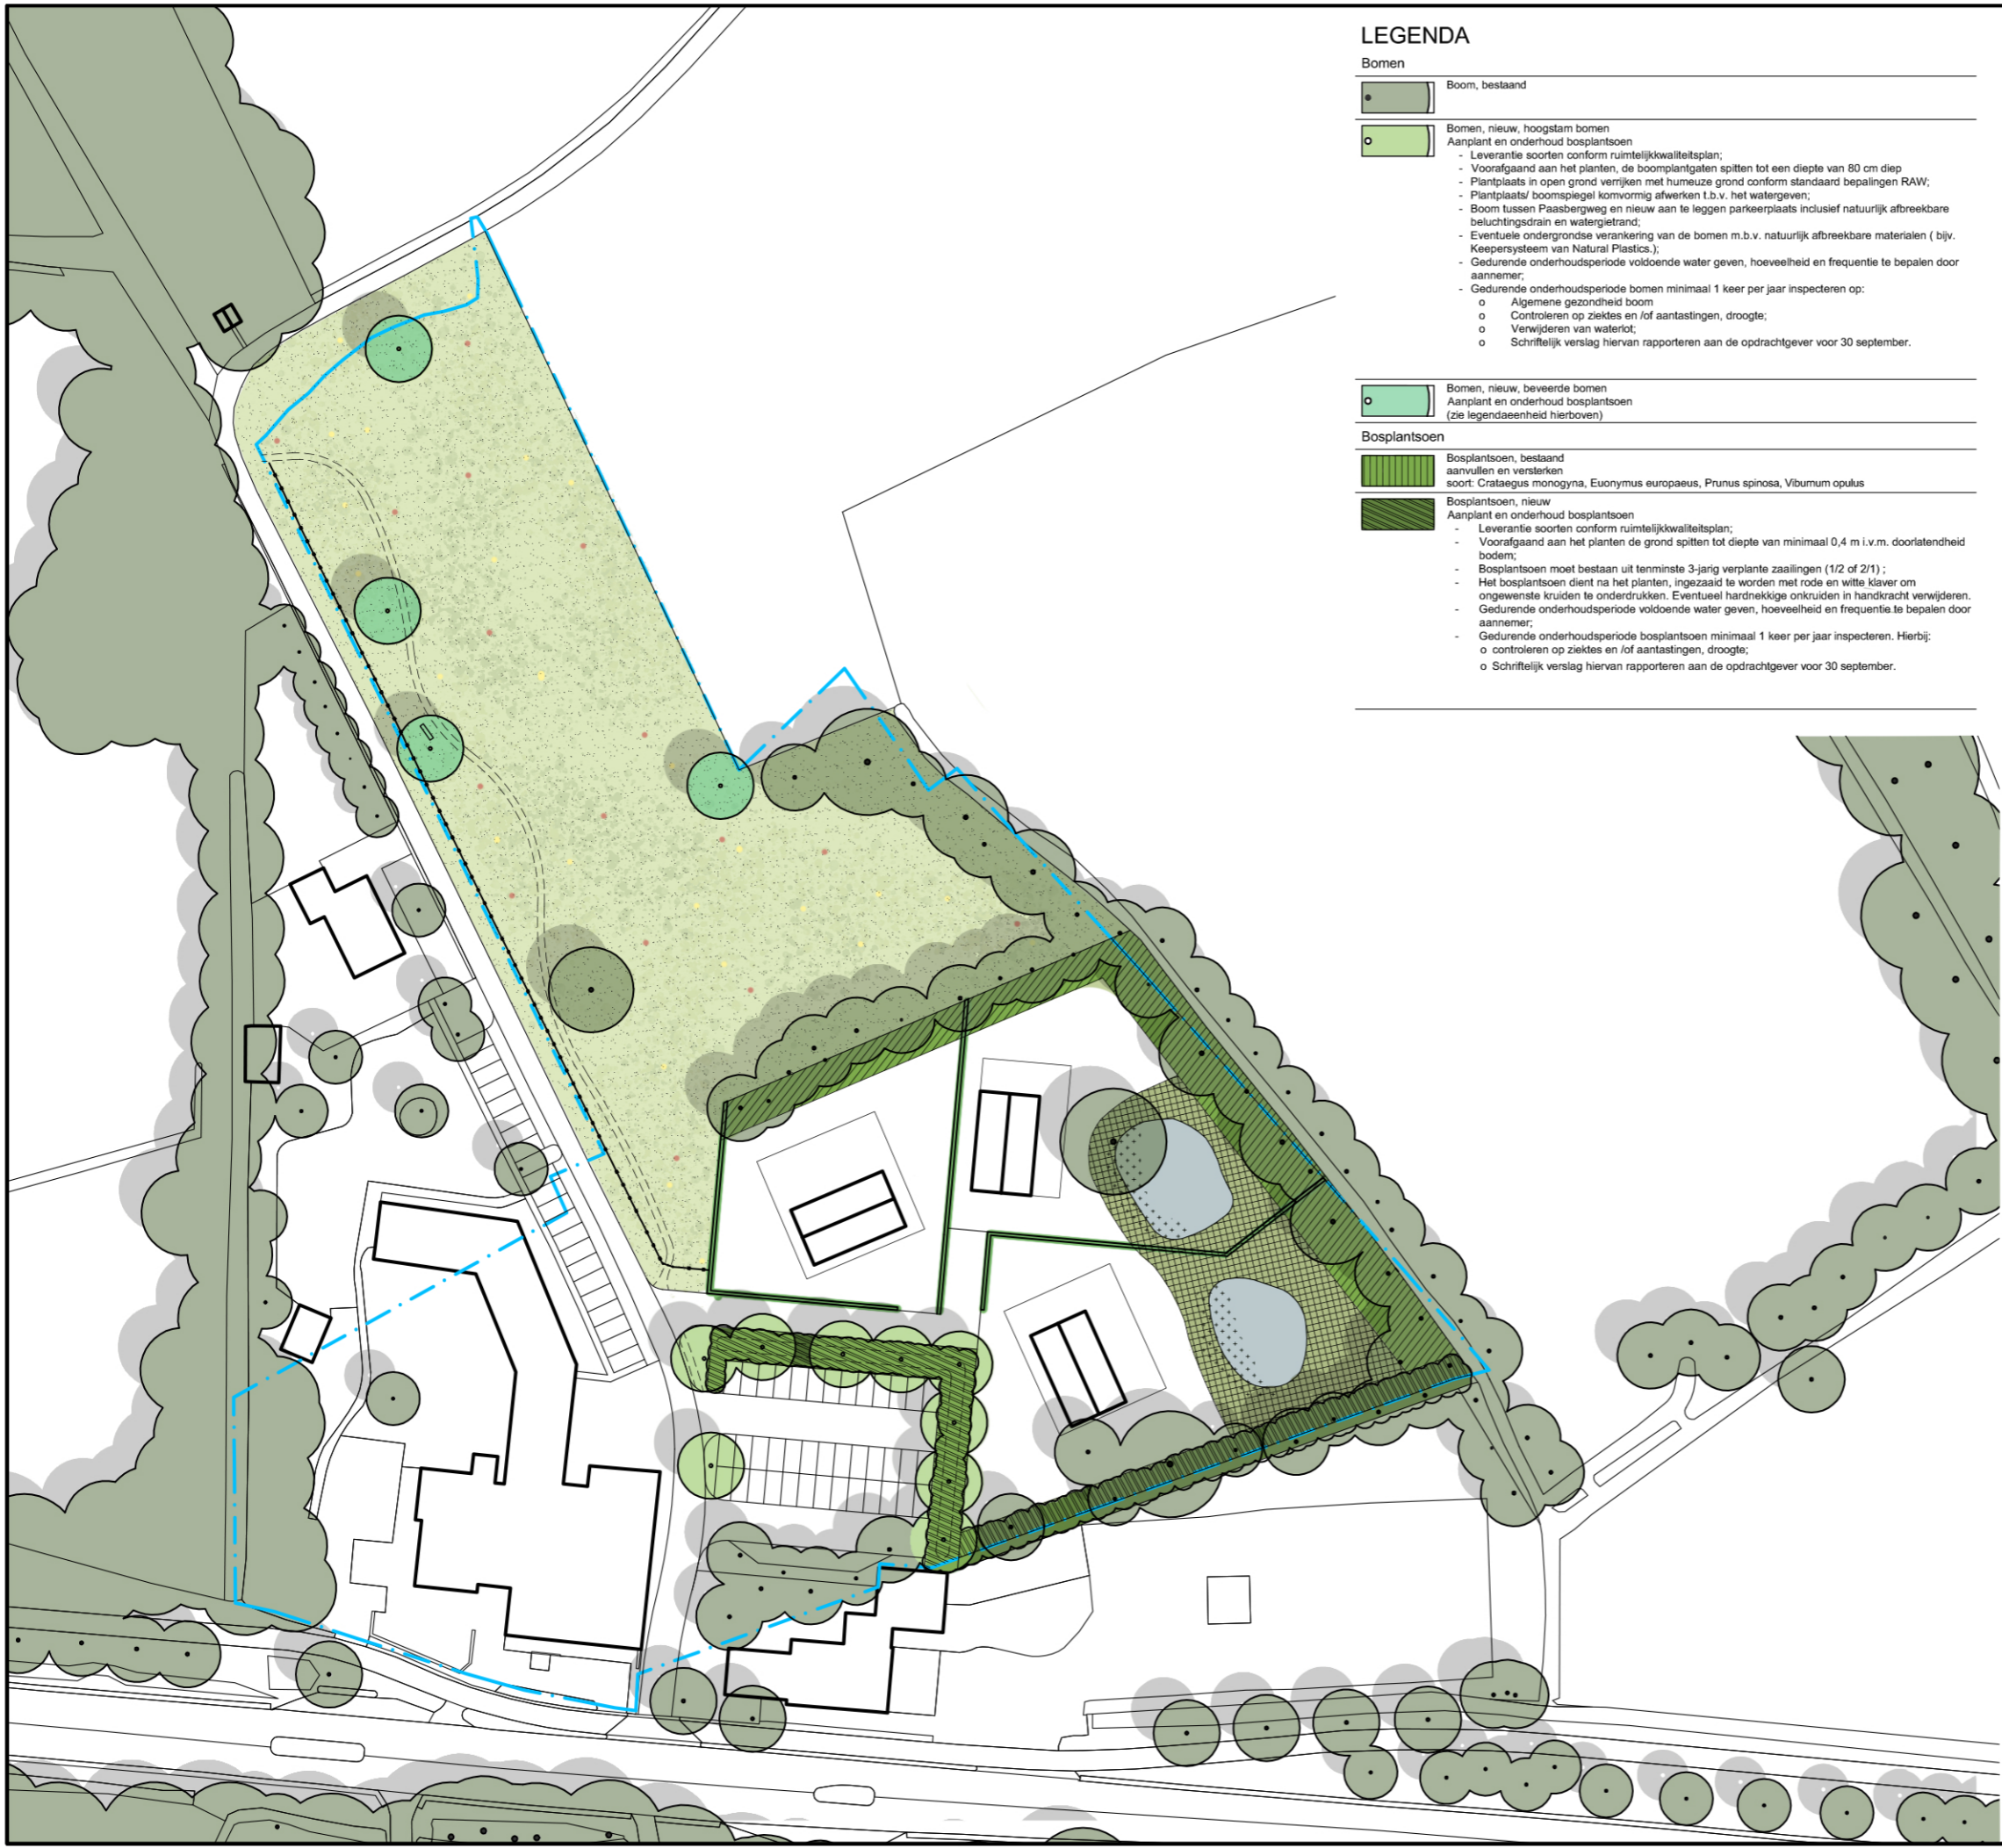 LEGENDA
Bomen
Boom, bestaand
Bomen, nieuw, hoogstam bomen
Aanplant en onderhoud bosplantsoen
- Leverantie soorten conform ruimtelijkkwaliteitsplan;
- Voorafgaand aan het planten, de boomplantgaten spitten tot een diepte van 80 cm diep
- Plantplaats in open grond verrijken met humeuze grond conform standaard bepalingen RAW;
- Plantplaats/ boomspiegel komvormig afwerken t.b.v. het watergeven;
- Boom tussen Paasbergweg en nieuw aan te leggen parkeerplaats inclusief natuurlijk afbreekbare
beluchtingsdrain en watergietrand;
- Eventuele ondergrondse verankering van de bomen m.b.v. natuurlijk afbreekbare materialen ( bijv.
Keepersysteem van Natural Plastics.);
- Gedurende onderhoudsperiode voldoende water geven, hoeveelheid en frequentie te bepalen door
aannemer;
- Gedurende onderhoudsperiode bomen minimaal 1 keer per jaar inspecteren op:
o Algemene gezondheid boom
o Controleren op ziektes en /of aantastingen, droogte;
o Verwijderen van waterlot;
o Schriftelijk verslag hiervan rapporteren aan de opdrachtgever voor 30 september.
Bomen, nieuw, beveerde bomen
Aanplant en onderhoud bosplantsoen
(zie legendaeenheid hierboven)
Bosplantsoen
Bosplantsoen, bestaand
aanvullen en versterken
soort: Crataegus monogyna, Euonymus europaeus, Prunus spinosa, Viburnum opulus
Bosplantsoen, nieuw
Aanplant en onderhoud bosplantsoen
- Leverantie soorten conform ruimtelijkkwaliteitsplan;
- Voorafgaand aan het planten de grond spitten tot diepte van minimaal 0,4 m i.v.m. doorlatendheid
bodem;
- Bosplantsoen moet bestaan uit tenminste 3-jarig verplante zaailingen (1/2 of 2/1) ;
- Het bosplantsoen dient na het planten, ingezaaid te worden met rode en witte klaver om
ongewenste kruiden te onderdrukken. Eventueel hardnekkige onkruiden in handkracht verwijderen.
- Gedurende onderhoudsperiode voldoende water geven, hoeveelheid en frequentie te bepalen door
aannemer;
- Gedurende onderhoudsperiode bosplantsoen minimaal 1 keer per jaar inspecteren. Hierbij:
o controleren op ziektes en /of aantastingen, droogte;
o Schriftelijk verslag hiervan rapporteren aan de opdrachtgever voor 30 september.